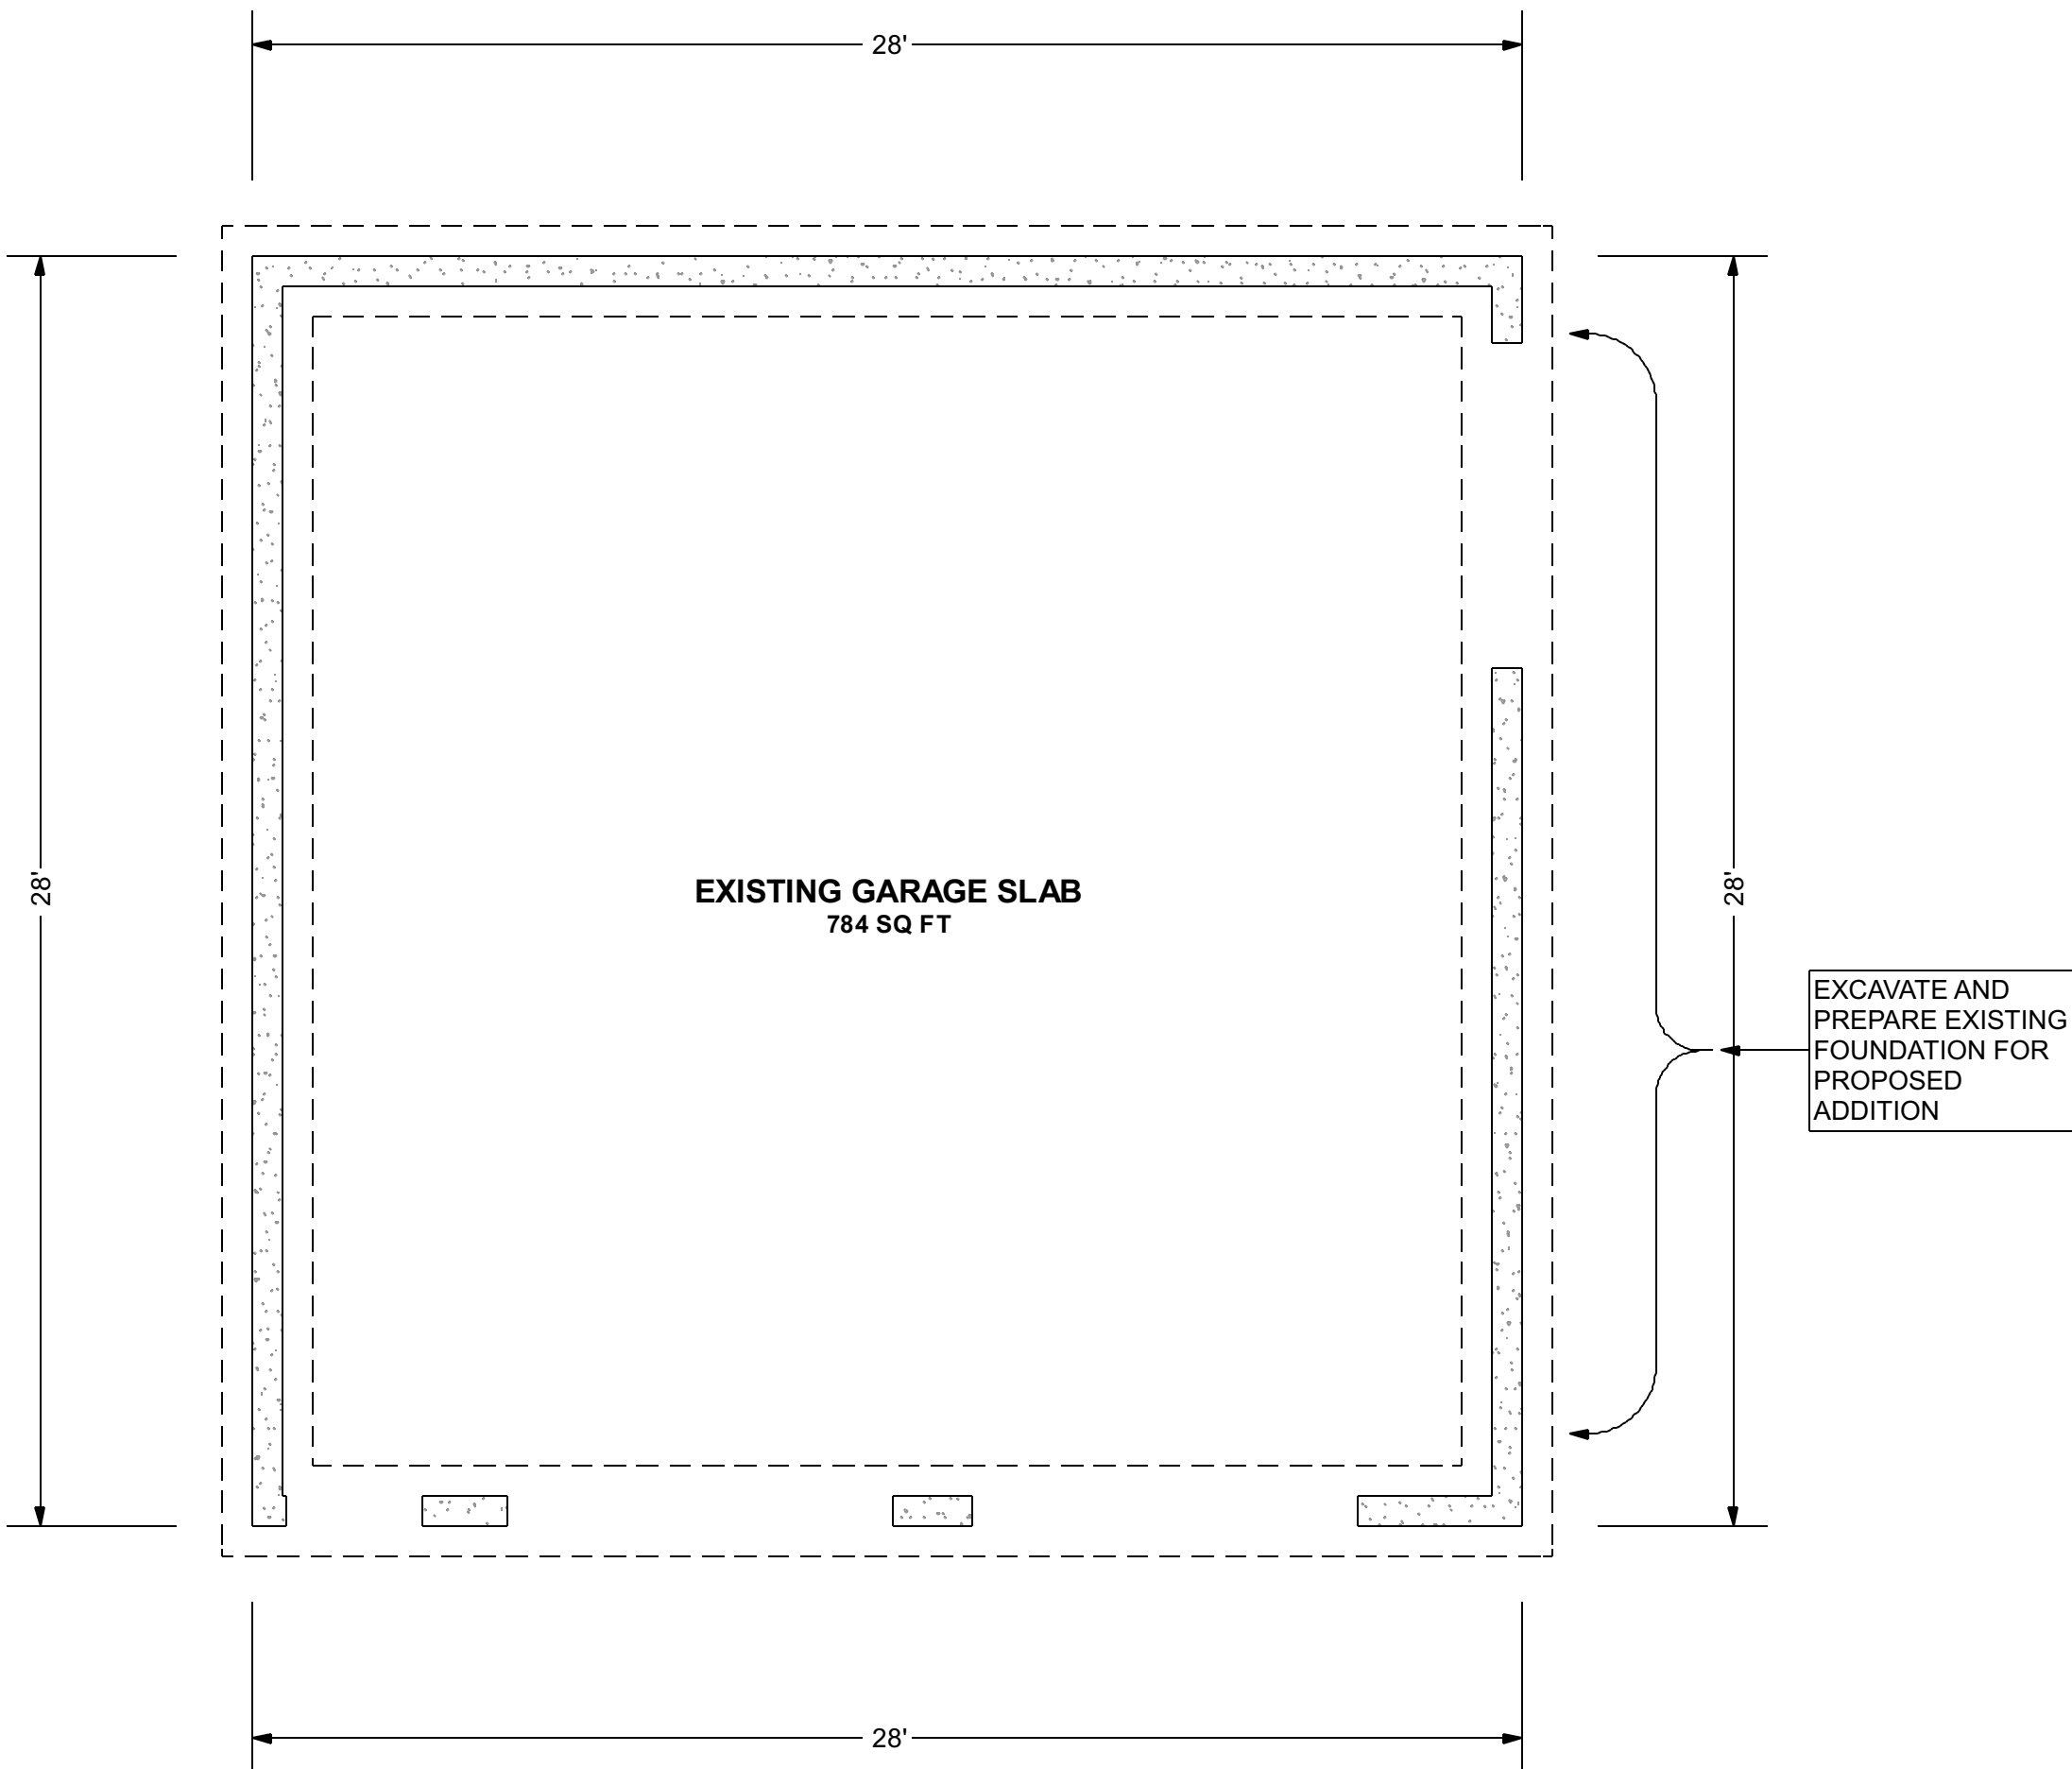 28'
28'
EXISTING GARAGE SLAB
784 SQ FT
28'
EXCAVATE AND
PREPARE EXISTING
FOUNDATION FOR
PROPOSED
ADDITION
28'